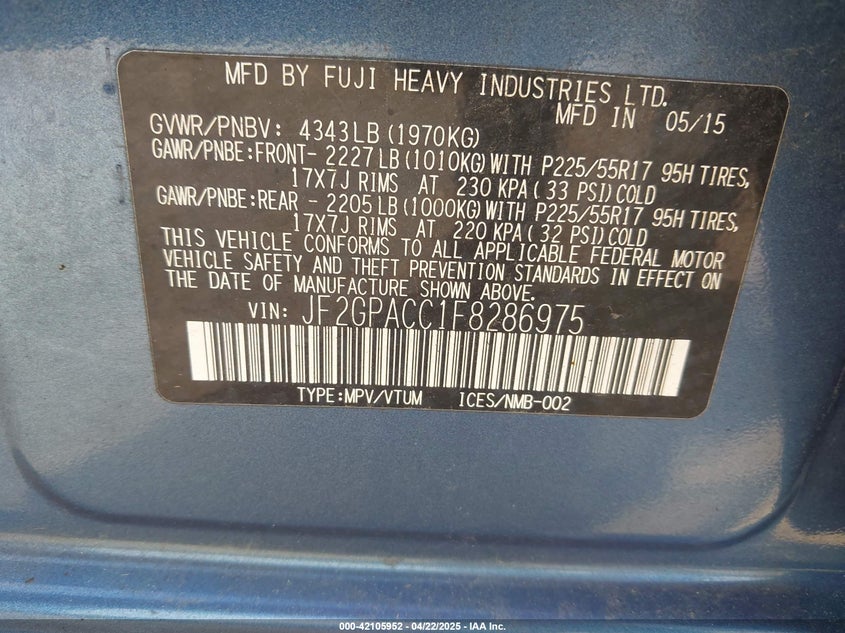 MFD BY FUJI HEAVY INDUSTRIES LTD.
MFD IN 05/15
GVWR/PNBV: 4343LB(1970KG)
GAWR/PNBE:FRONT- 2227LB(1010KG)WITH P225/55R17 95H TIRES,
17X7J RIMS AT 230 KPA( 33 PSI)COLD
GAWR/PNBE:REAR - 2205LB(1000KG)WITH P225/55R17 95H TIRES,
17X7J RIMS AT 220 KPA( 32 PSI)COLD
THIS VEHICLE CONFORMS TO ALL APPLICABLE FEDERAL MOTOR
VEHICLE SAFETY AND THEFT PREVENTION STANDARDS IN EFFECT ON
THE DATE OF MANUFACTURE SHOWN ABOVE.
VIN: JF2GPACC1F8286975
TYPE:MPV/VTUM ICES/NMB-002
000-42105952 - 04/22/2025 - IAA Inc.